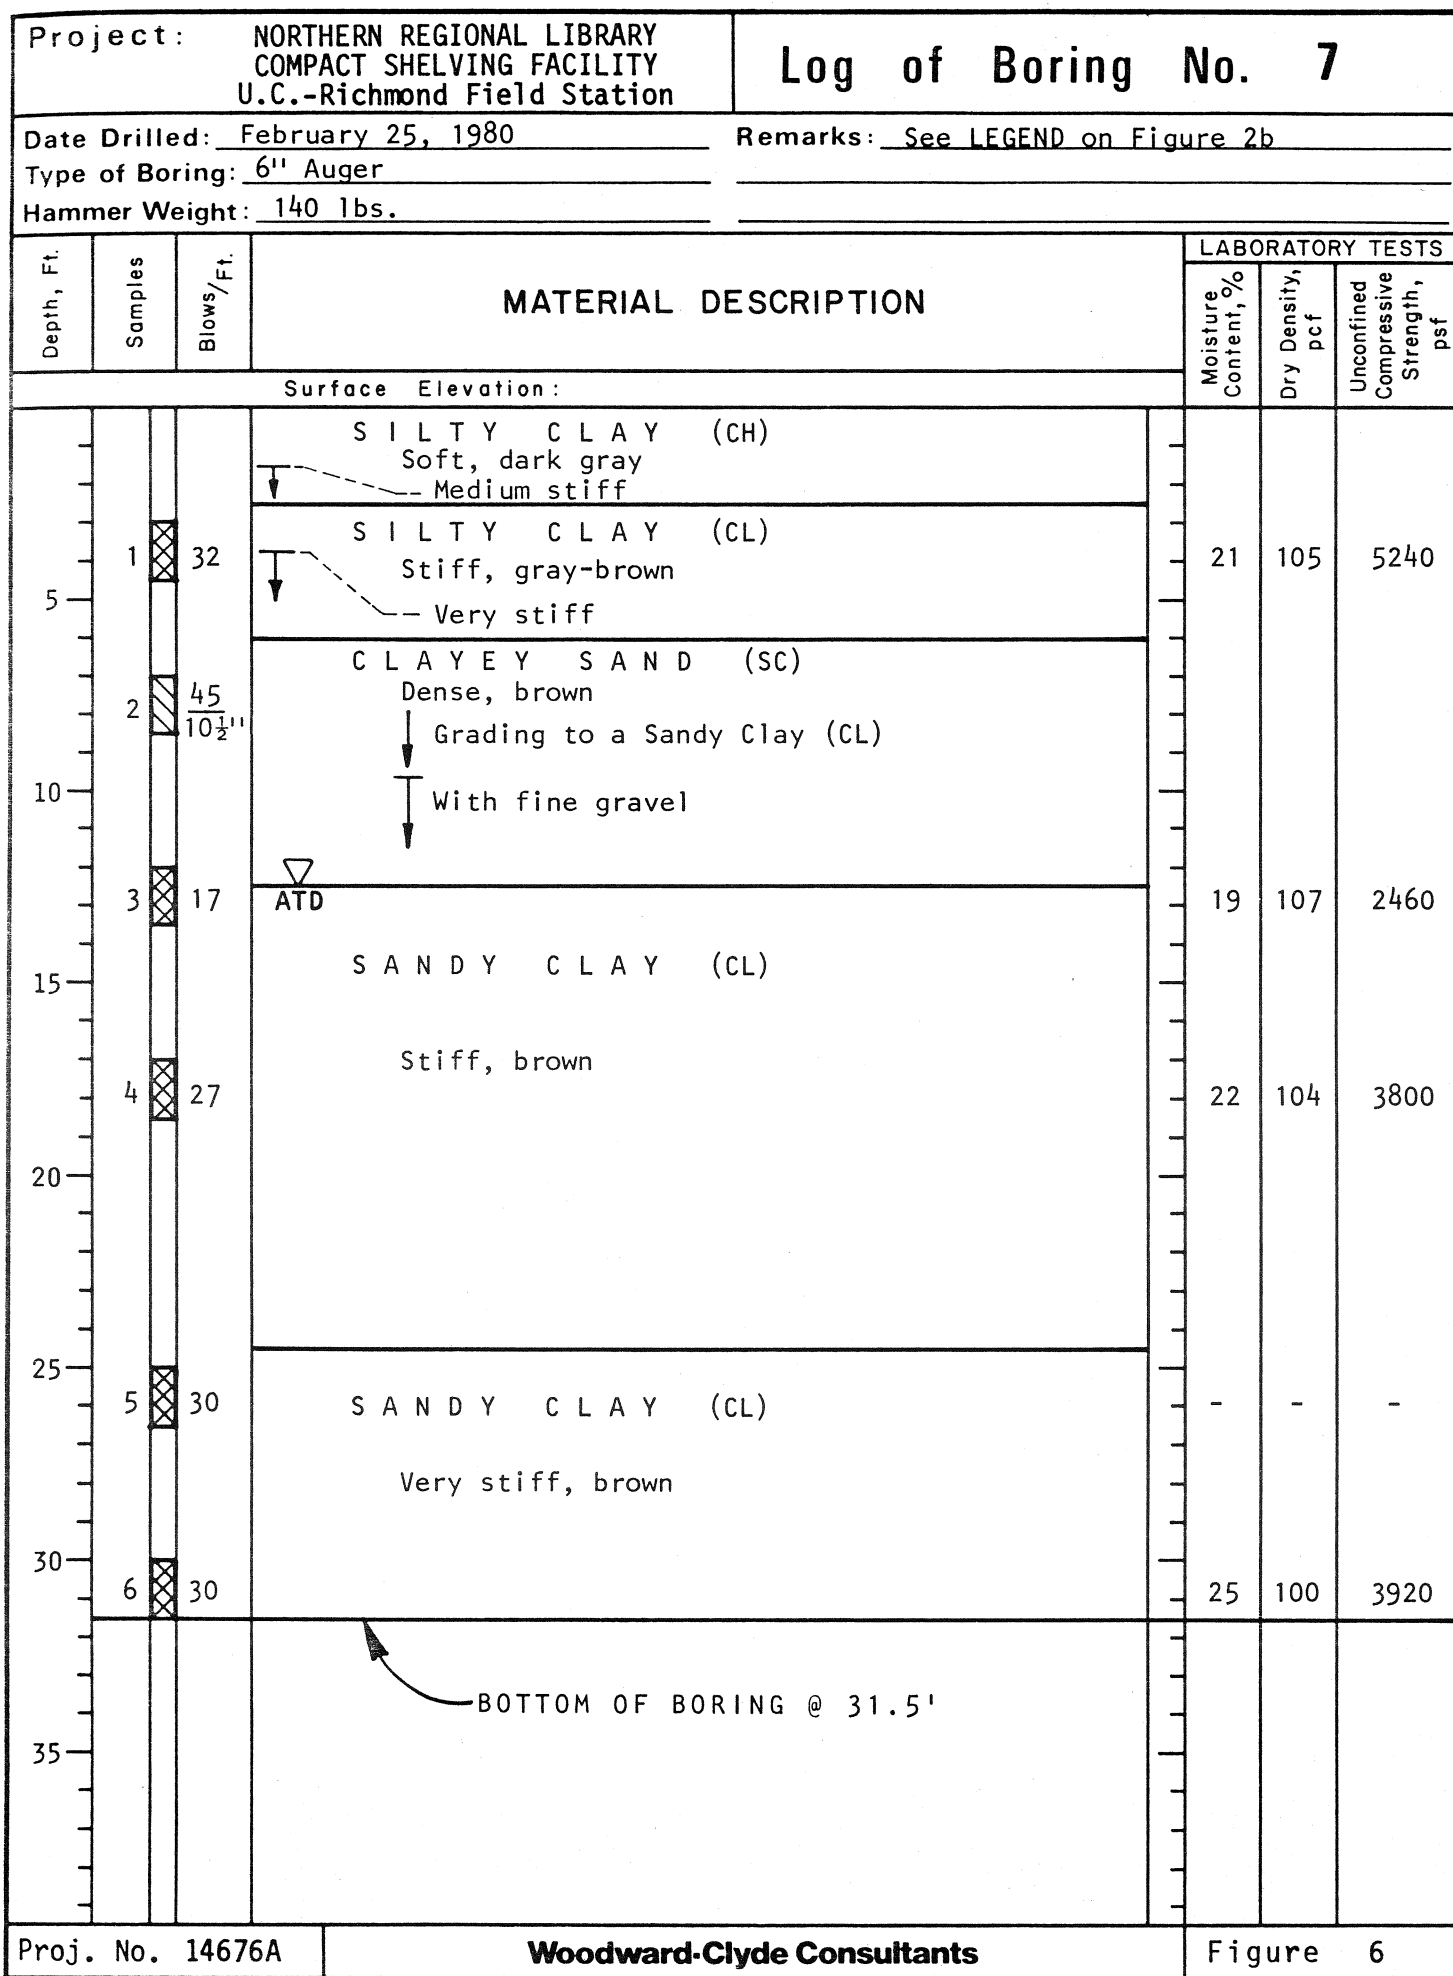 Project: NORTHERN REGIONAL LIBRARY
COMPACT SHELVING FACILITY
U.C.-Richmond Field Station
Log of Boring No. 7
Date Drilled: February 25, 1980
Remarks: See LEGEND on Figure 2b
Type of Boring: 6" Auger
Hammer Weight: 140 lbs.
Depth, Ft.
Samples
Blows/Ft.
MATERIAL DESCRIPTION
LABORATORY TESTS
Moisture Content, %
Dry Density, pcf
Unconfined Compressive Strength, psf
Surface Elevation:
SILTY CLAY (CH)
Soft, dark gray
Medium stiff
SILTY CLAY (CL)
1 32 Stiff, gray-brown 21 105 5240
5
Very stiff
CLAYEY SAND (SC)
Dense, brown
2 45/10½"
Grading to a Sandy Clay (CL)
10
With fine gravel
3 17 ATD 19 107 2460
SANDY CLAY (CL)
15
Stiff, brown
4 27 22 104 3800
20
25
5 30 SANDY CLAY (CL) - - -
Very stiff, brown
30
6 30 25 100 3920
BOTTOM OF BORING @ 31.5'
35
Proj. No. 14676A
Woodward-Clyde Consultants
Figure 6